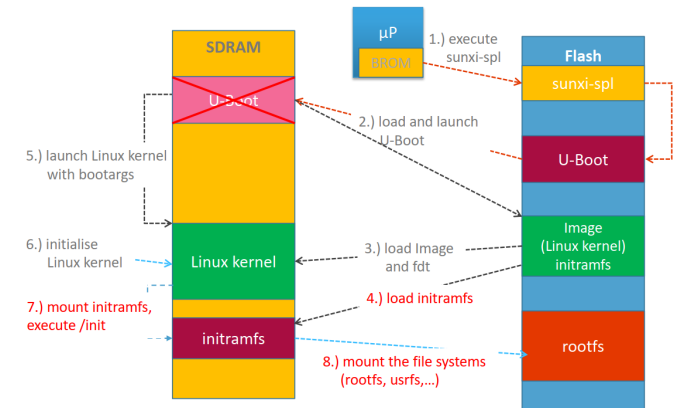 SDRAM
µP
BROM
1.) execute
sunxi-spl
Flash
sunxi-spl
U-Boot
2.) load and launch
U-Boot
U-Boot
5.) launch Linux kernel
with bootargs
Image
(Linux kernel)
initramfs
6.) initialise
Linux kernel
Linux kernel
3.) load Image
and fdt
7.) mount initramfs,
execute /init
4.) load initramfs
initramfs
rootfs
8.) mount the file systems
(rootfs, usrfs,...)